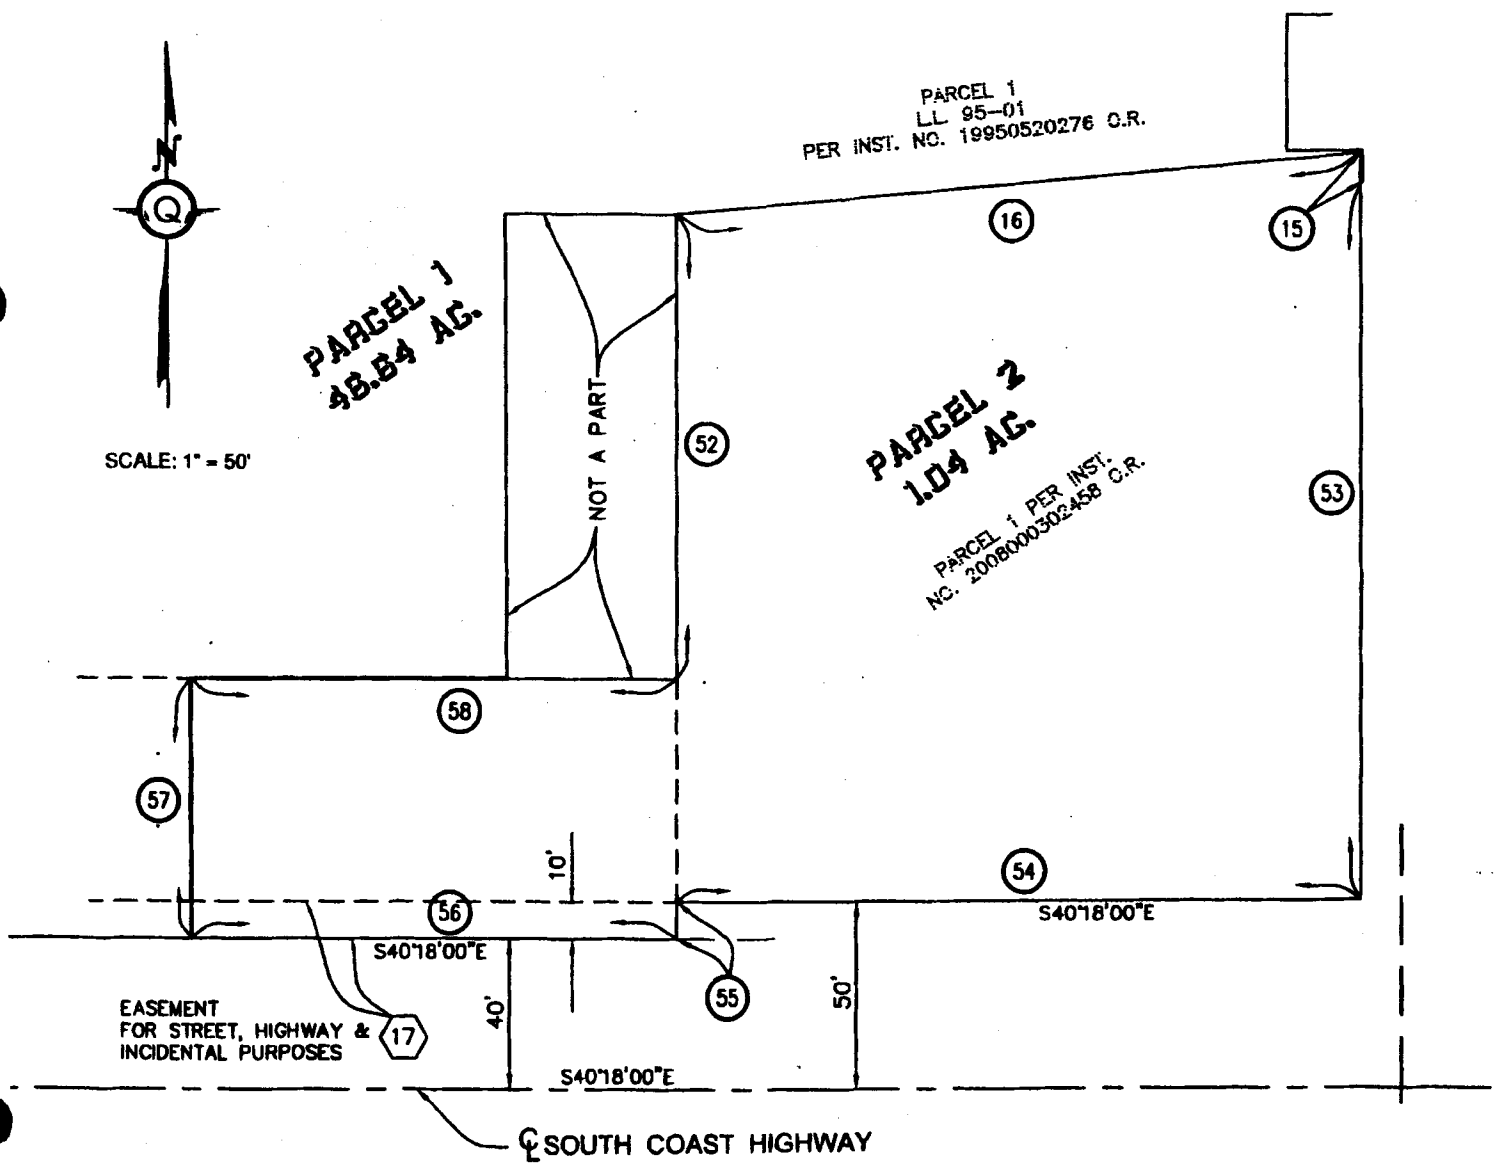 PARCEL 1
LL 95-01
PER INST. NO. 19950520276 O.R.
N
Q
16
15
PARCEL 1
AC.
SCALE: 1" = 50'
NOT A PART
52
PARCEL 2
1.04 AC.
PARCEL 1 PER INST.
NO. 2008000302458 O.R.
53
58
57
10'
54
S40°18'00"E
56
S40°18'00"E
55
EASEMENT
FOR STREET, HIGHWAY &
INCIDENTAL PURPOSES
17
40'
50'
S40°18'00"E
℄ SOUTH COAST HIGHWAY